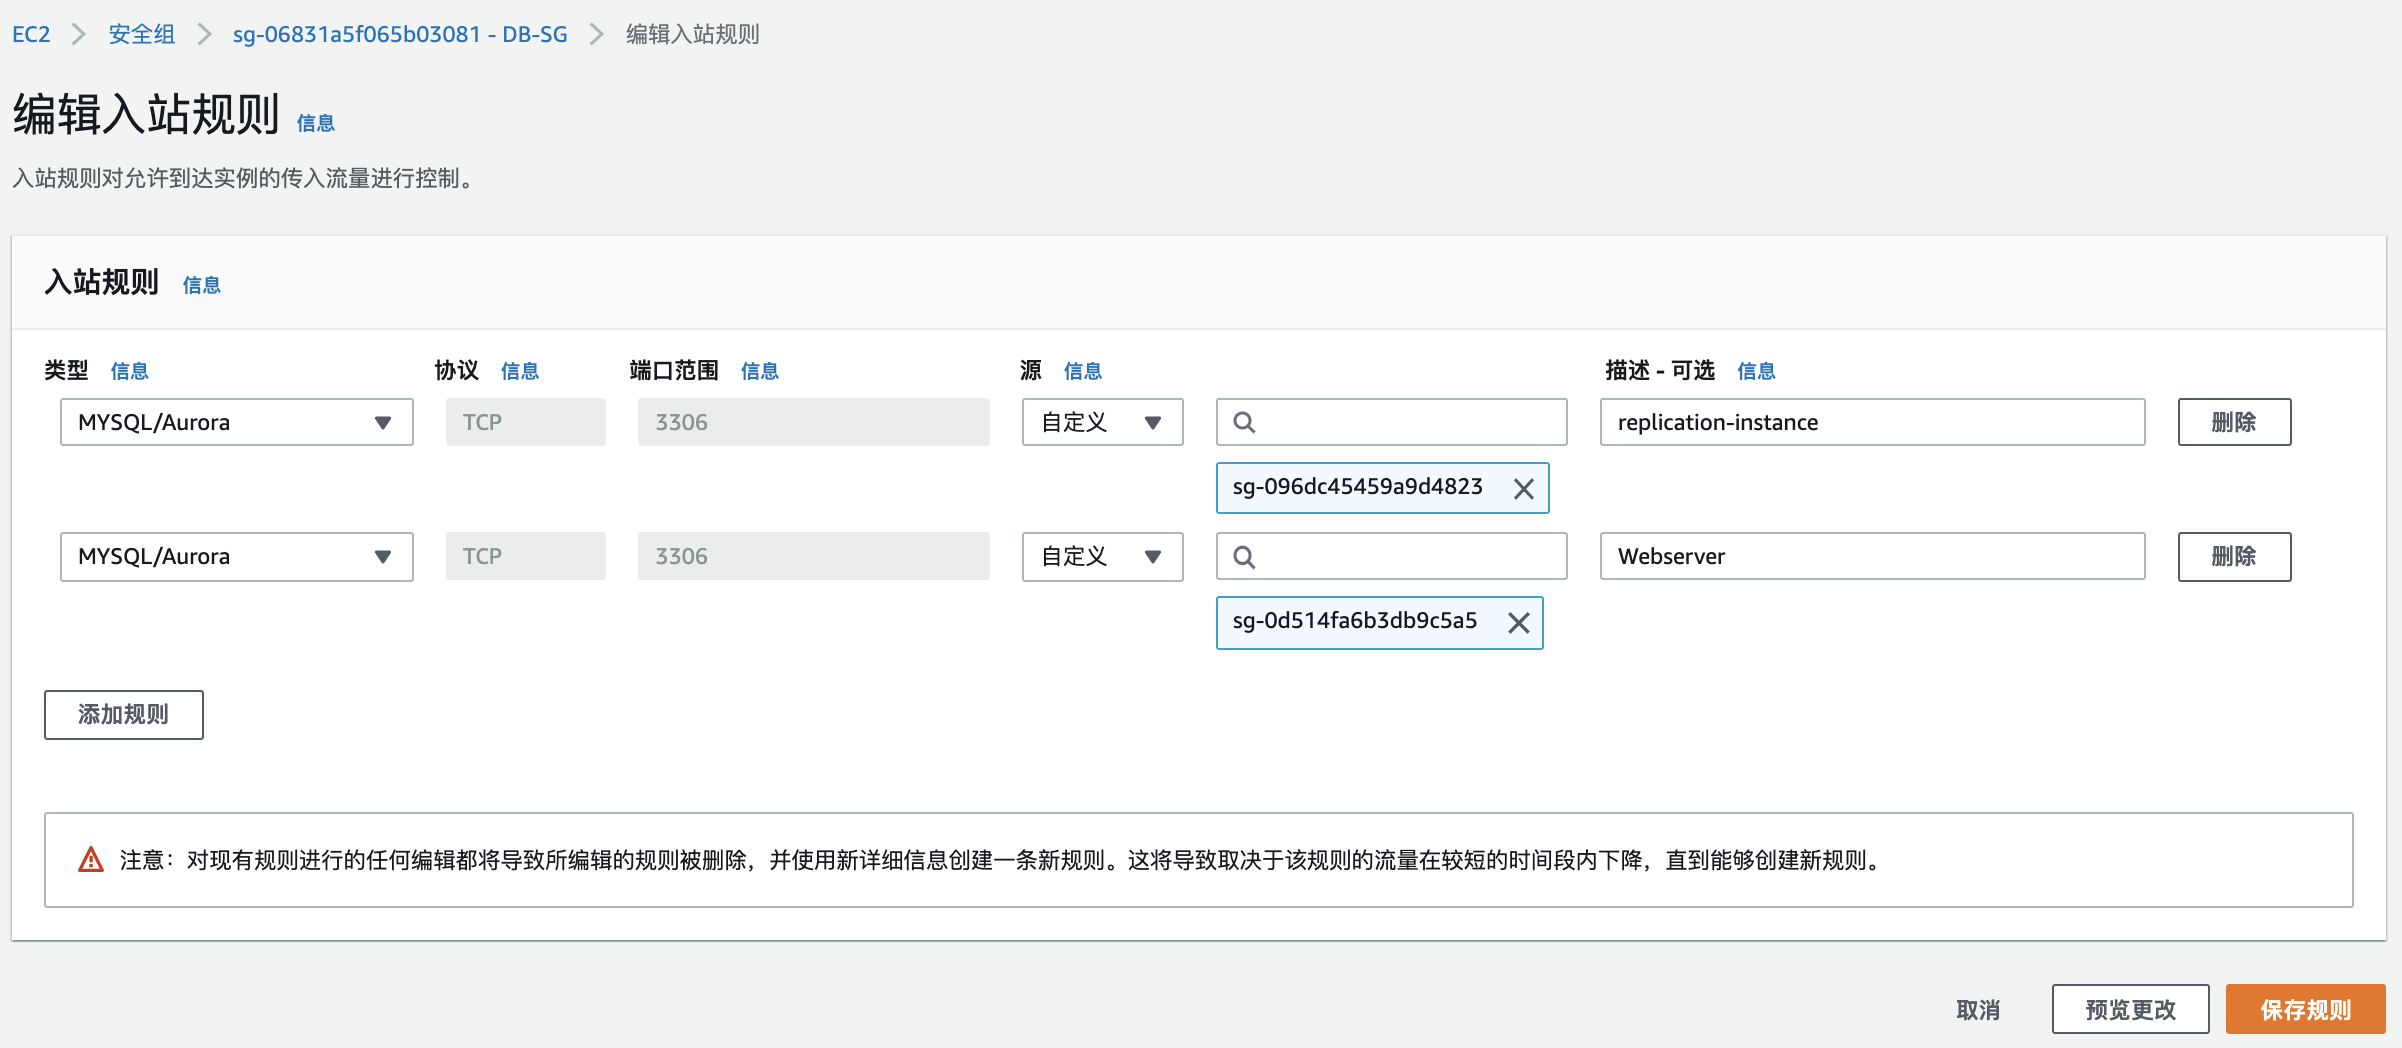 EC2 > 安全组 > sg-06831a5f065b03081 - DB-SG > 编辑入站规则
编辑入站规则 信息
入站规则对允许到达实例的传入流量进行控制。
入站规则 信息
类型 信息 协议 信息 端口范围 信息 源 信息 描述 - 可选 信息
MYSQL/Aurora TCP 3306 自定义 replication-instance 删除
sg-096dc45459a9d4823
MYSQL/Aurora TCP 3306 自定义 Webserver 删除
sg-0d514fa6b3db9c5a5
添加规则
注意：对现有规则进行的任何编辑都将导致所编辑的规则被删除，并使用新详细信息创建一条新规则。这将导致取决于该规则的流量在较短的时间段内下降，直到能够创建新规则。
取消 预览更改 保存规则